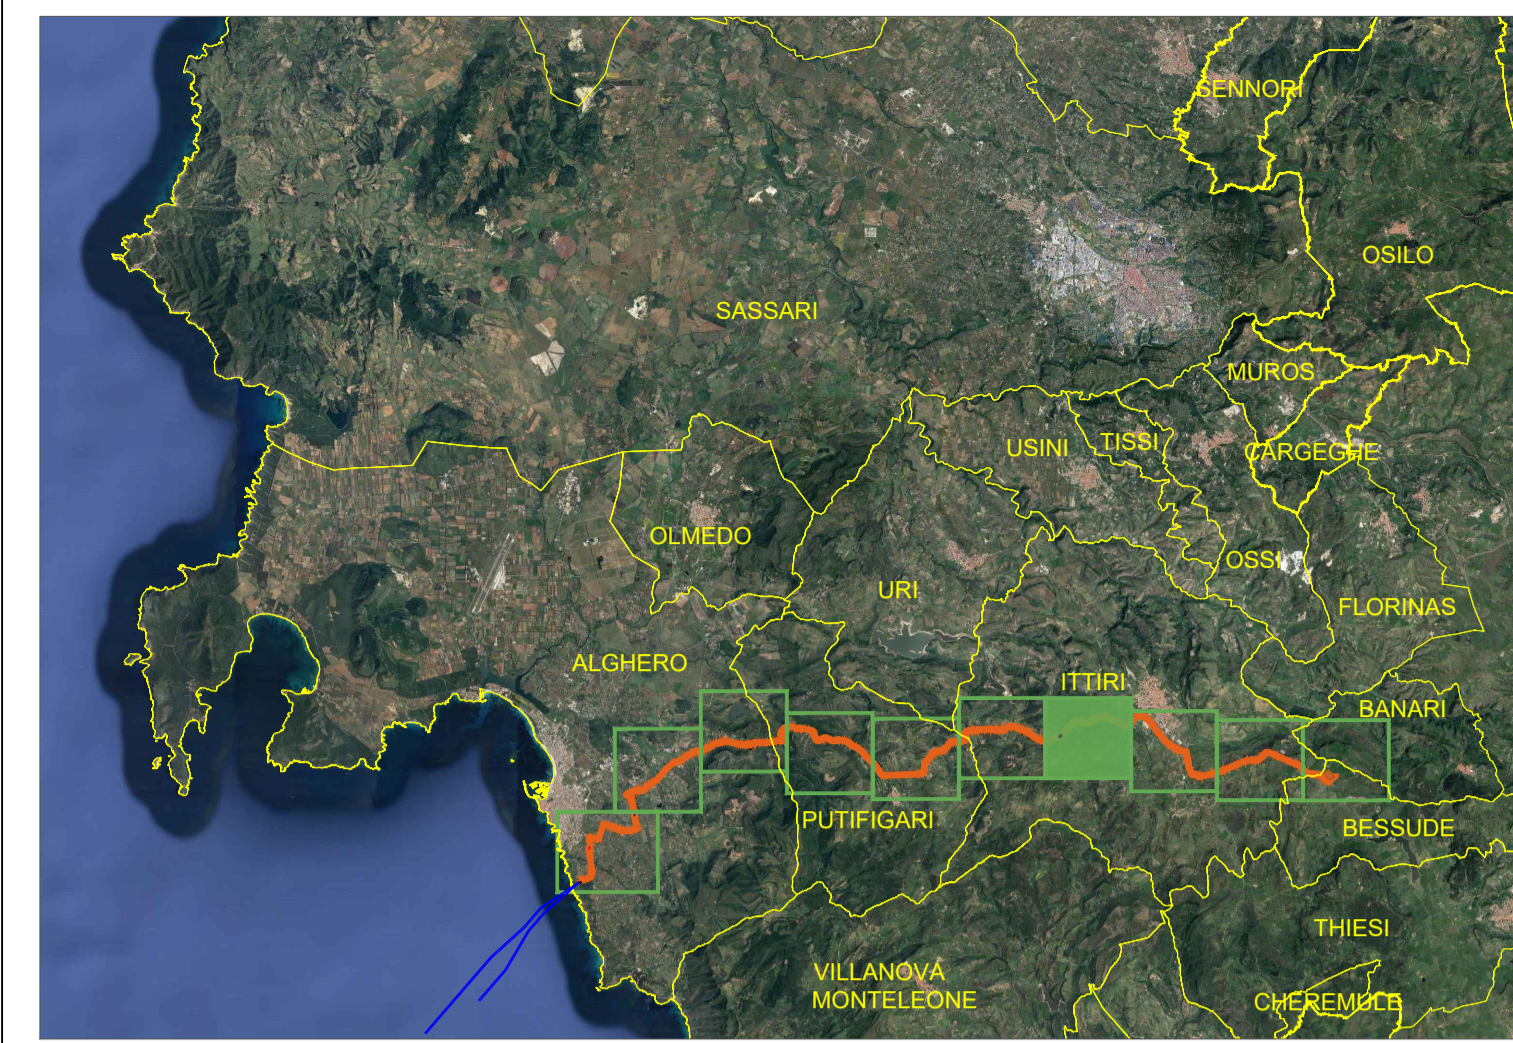 SENNORI
OSILO
SASSARI
MUROS
USINI
TISSI
CARGEGHE
OLMEDO
OSSI
URI
FLORINAS
ALGHERO
ITTIRI
BANARI
PUTIFIGARI
BESSUDE
THIESI
VILLANOVA
MONTELEONE
CHEREMULE